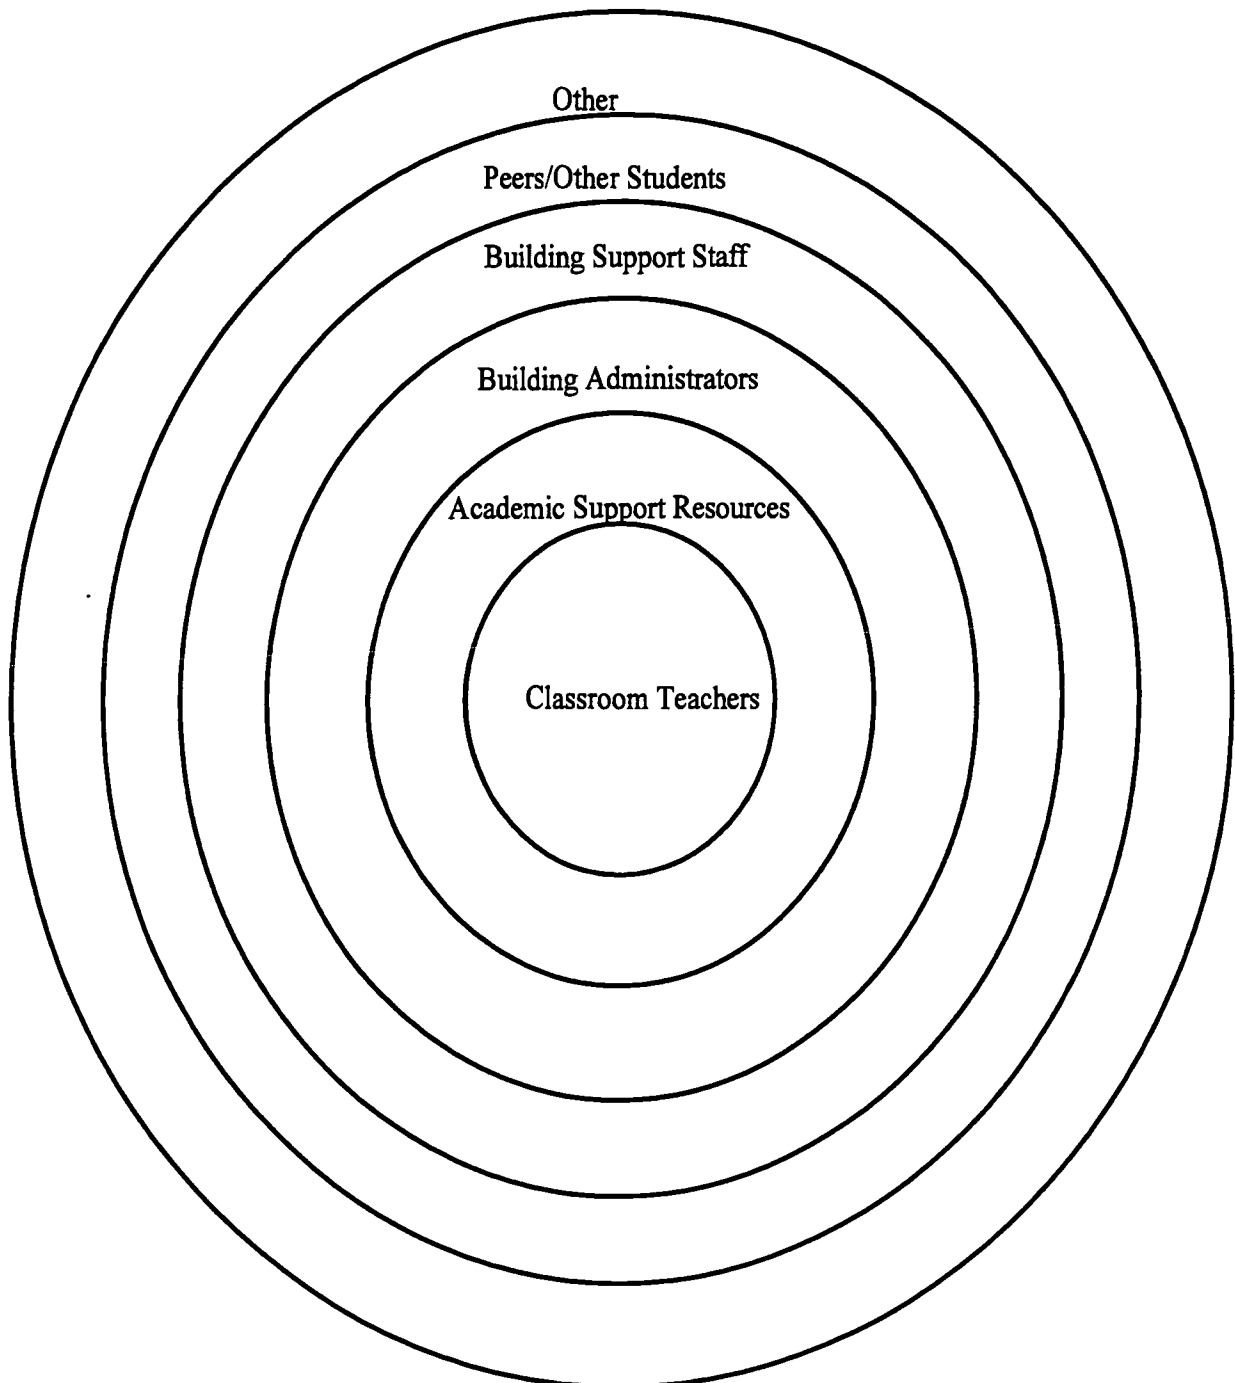 Other
Peers/Other Students
Building Support Staff
Building Administrators
Academic Support Resources
Classroom Teachers